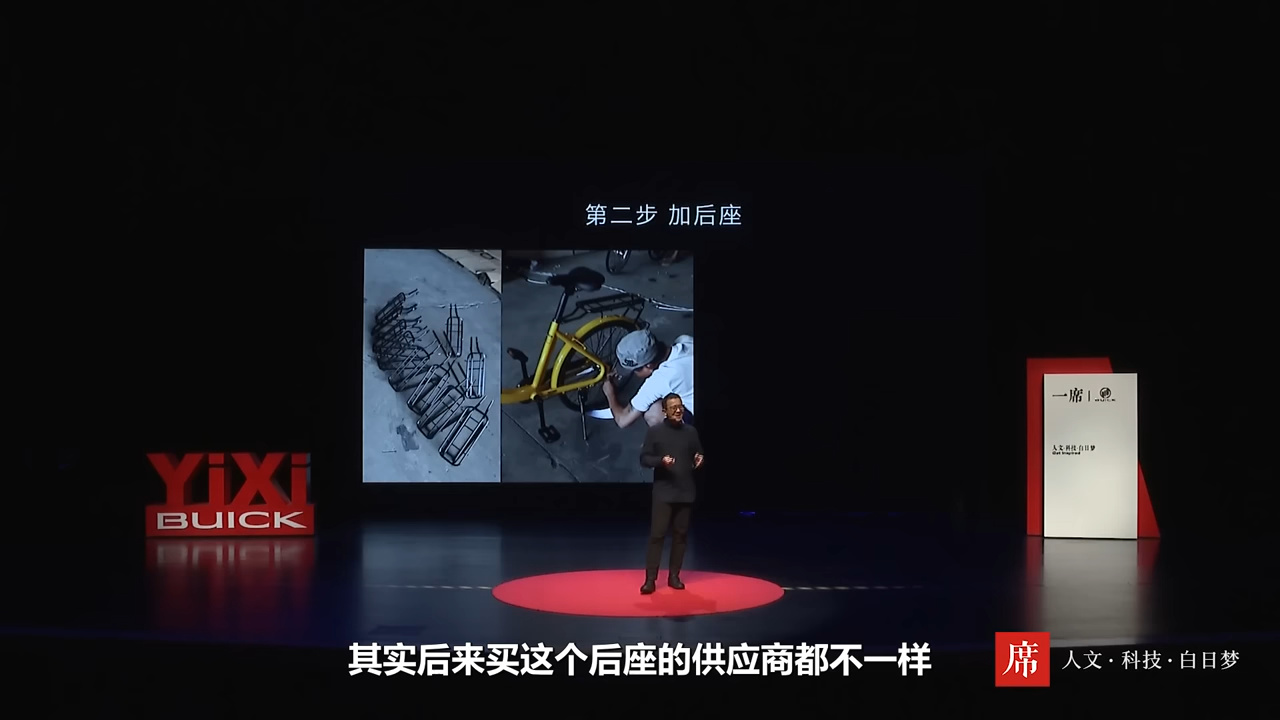 第二步 加后座
YiXi
BUICK
一席
人文·科技·白日梦
Get Inspired
其实后来买这个后座的供应商都不一样
席
人文·科技·白日梦